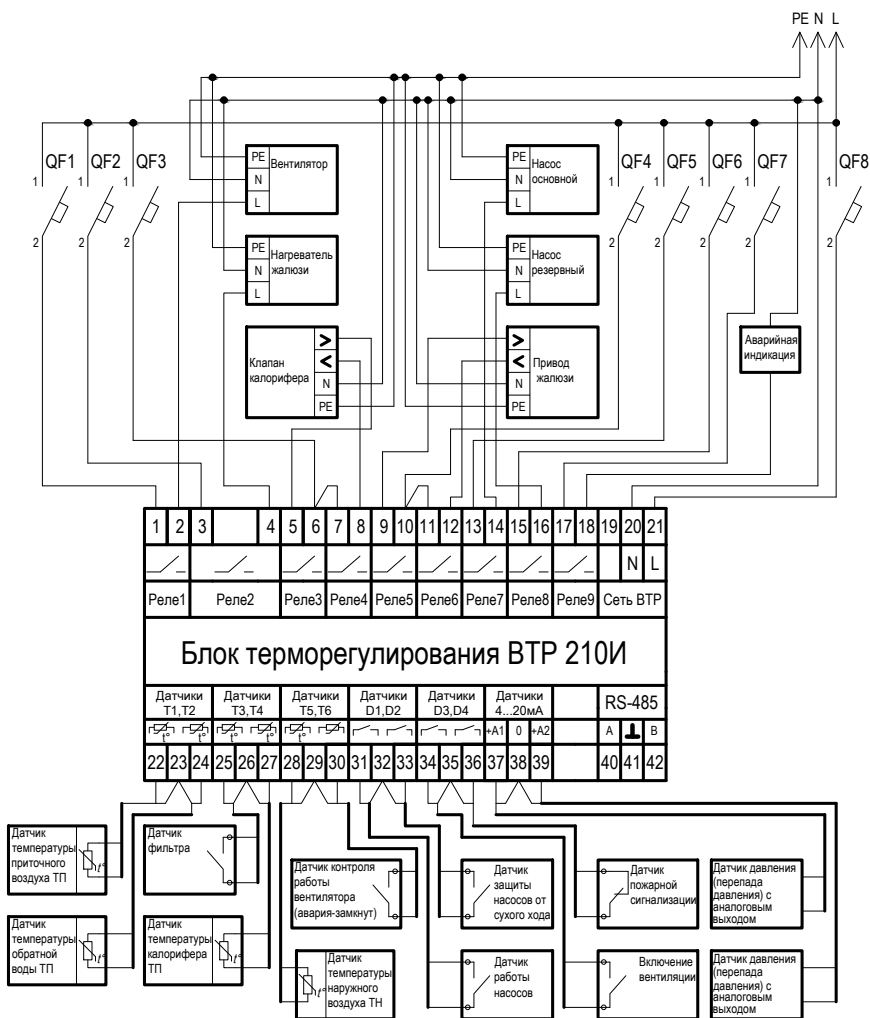 PE N L
QF1 QF2 QF3 QF4 QF5 QF6 QF7 QF8
1 1 1 1 1 1 1 1
2 2 2 2 2 2 2 2
PE
N
L
Вентилятор
PE
N
L
Насос
основной
PE
N
L
Нагреватель
жалюзи
PE
N
L
Насос
резервный
Клапан
калорифера
>
<
N
PE
>
<
N
PE
Привод
жалюзи
Аварийная
индикация
1 2 3 4 5 6 7 8 9 10 11 12 13 14 15 16 17 18 19 20 21
N L
Реле1 Реле2 Реле3 Реле4 Реле5 Реле6 Реле7 Реле8 Реле9 Сеть ВТР
Блок терморегулирования ВТР 210И
Датчики
T1,T2
Датчики
T3,T4
Датчики
T5,T6
Датчики
D1,D2
Датчики
D3,D4
Датчики
4...20мА
RS-485
t° t° t° t° t°
+A1 0 +A2
A B
22 23 24 25 26 27 28 29 30 31 32 33 34 35 36 37 38 39 40 41 42
Датчик
температуры
приточного
воздуха ТП
t°
Датчик
фильтра
Датчик контроля
работы
вентилятора
(авария-замкнут)
Датчик
защиты
насосов от
сухого хода
Датчик
пожарной
сигнализации
Датчик давления
(перепада
давления) с
аналоговым
выходом
Датчик
температуры
обратной
воды ТП
t°
Датчик
температуры
калорифера
ТП
t°
Датчик
температуры
наружного
воздуха ТН
t°
Датчик
работы
насосов
Включение
вентиляции
Датчик давления
(перепада
давления) с
аналоговым
выходом